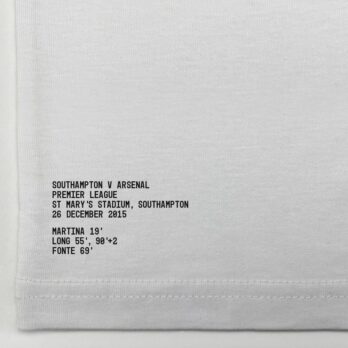 SOUTHAMPTON V ARSENAL
PREMIER LEAGUE
ST MARY'S STADIUM, SOUTHAMPTON
26 DECEMBER 2015
MARTINA 19'
LONG 55', 90'+2
FONTE 69'